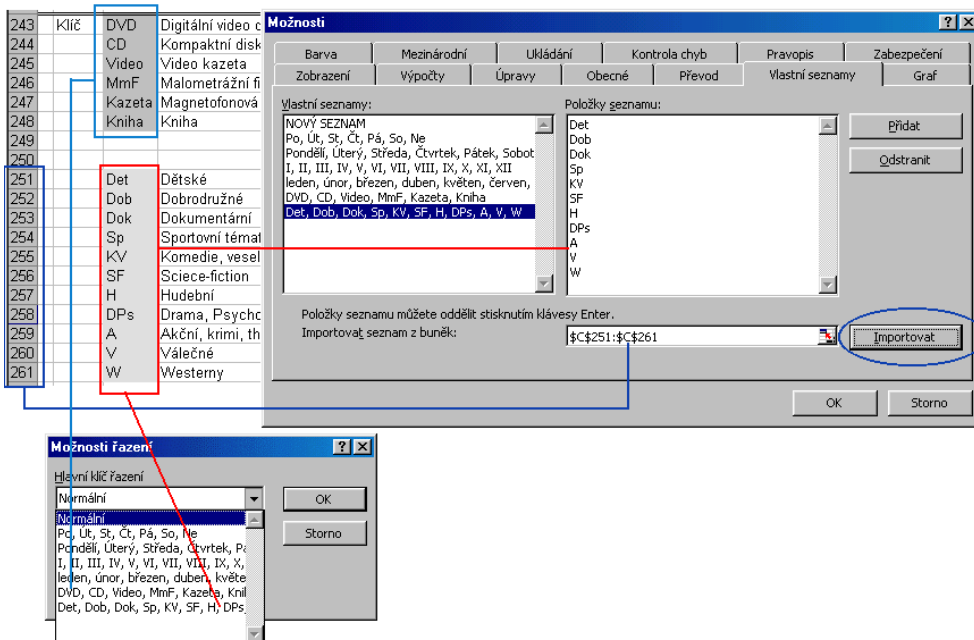 243 Klíč DVD Digitální video
244 CD Kompaktní disk
245 Video Video kazeta
246 MmF Malometrážní
247 Kazeta Magnetofonová
248 Kniha Kniha
249
250
251 Det Dětské
252 Dob Dobrodružné
253 Dok Dokumentární
254 Sp Sportovní témat
255 KV Komedie, vesel
256 SF Sciece-fiction
257 H Hudební
258 DPs Drama, Psycho
259 A Akční, krimi, th
260 V Válečné
261 W Westerny
Možnosti
Barva Mezinárodní Ukládání Kontrola chyb Pravopis Zabezpečení
Zobrazení Výpočty Úpravy Obecné Převod Vlastní seznamy Graf
Vlastní seznamy:
NOVÝ SEZNAM
Po, Út, St, Čt, Pá, So, Ne
Pondělí, Úterý, Středa, Čtvrtek, Pátek, Sobot
I, II, III, IV, V, VI, VII, VIII, IX, X, XI, XII
leden, únor, březen, duben, květen, červen,
DVD, CD, Video, MmF, Kazeta, Kniha
Det, Dob, Dok, Sp, KV, SF, H, DPs, A, V, W
Položky seznamu:
Det
Dob
Dok
Sp
KV
SF
H
DPs
A
V
W
Přidat
Odstranit
Položky seznamu můžete oddělit stisknutím klávesy Enter.
Importovat seznam z buněk: $C$251:$C$261 Importovat
OK Storno
Možnosti řazení
Hlavní klíč řazení
Normální
OK
Storno
Normální
Po, Út, St, Čt, Pá, So, Ne
Pondělí, Úterý, Středa, Čtvrtek, Pá
I, II, III, IV, V, VI, VII, VIII, IX, X,
leden, únor, březen, duben, květe
DVD, CD, Video, MmF, Kazeta, Kni
Det, Dob, Dok, Sp, KV, SF, H, DPs,